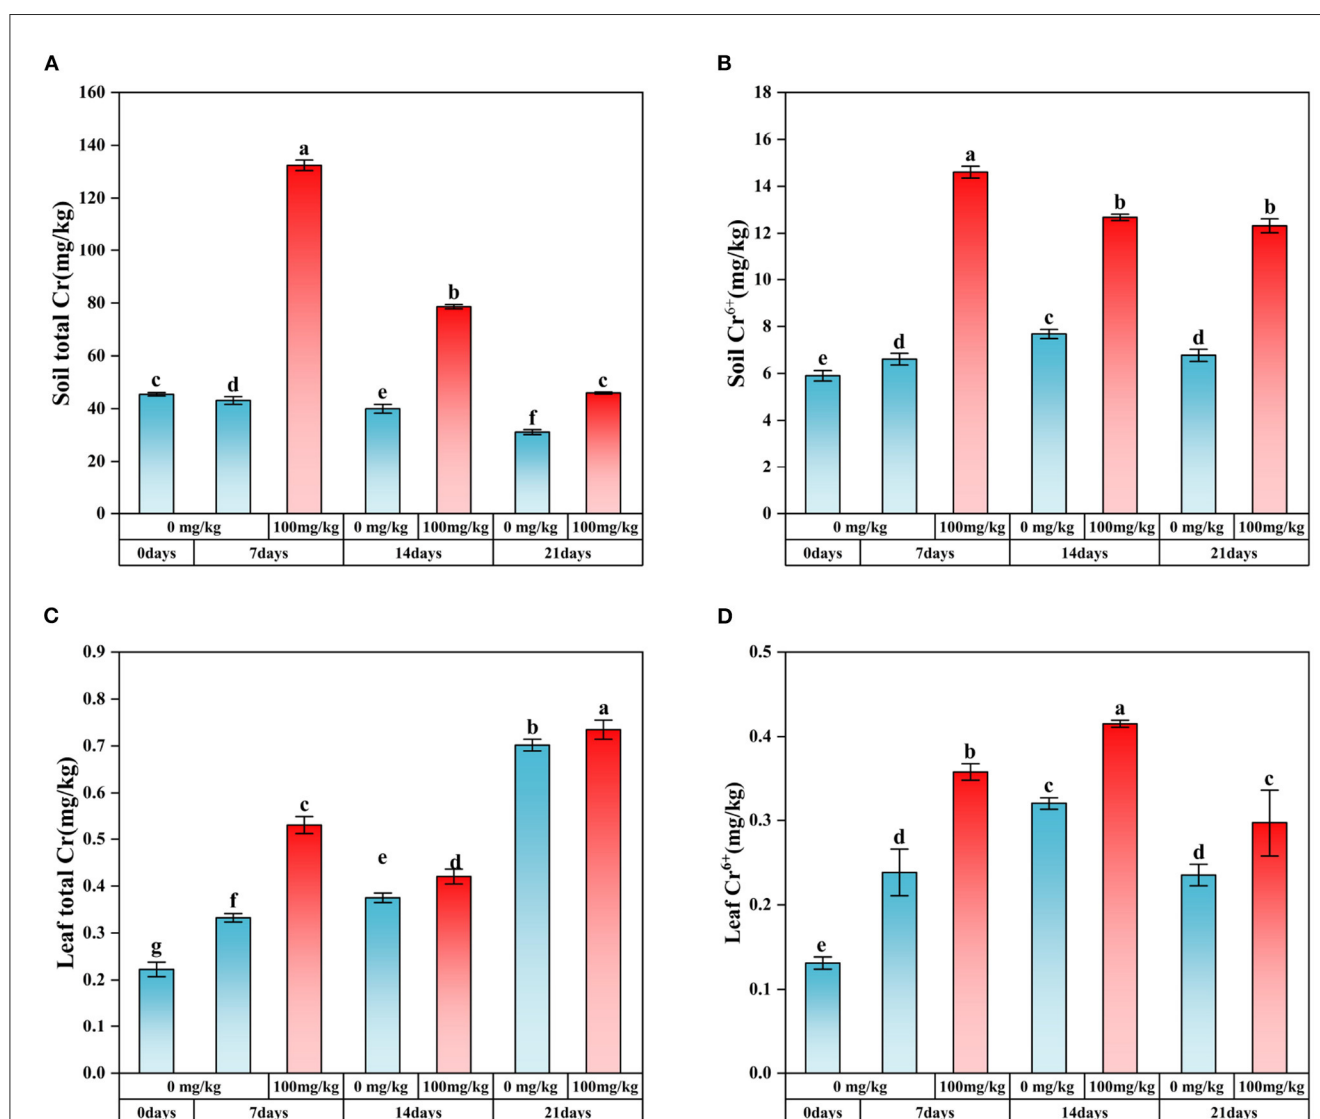 A
Soil total Cr(mg/kg)
160
140
120
100
80
60
40
20
0
c
d
a
e
b
f
c
0 mg/kg 100mg/kg 0 mg/kg 100mg/kg 0 mg/kg 100mg/kg
0days 7days 14days 21days
B
Soil Cr⁶⁺(mg/kg)
18
16
14
12
10
8
6
4
2
0
e
d
a
c
b
d
b
0 mg/kg 100mg/kg 0 mg/kg 100mg/kg 0 mg/kg 100mg/kg
0days 7days 14days 21days
C
Leaf total Cr(mg/kg)
0.9
0.8
0.7
0.6
0.5
0.4
0.3
0.2
0.1
0.0
g
f
c
e
d
b
a
0 mg/kg 100mg/kg 0 mg/kg 100mg/kg 0 mg/kg 100mg/kg
0days 7days 14days 21days
D
Leaf Cr⁶⁺(mg/kg)
0.5
0.4
0.3
0.2
0.1
0.0
e
d
b
c
a
d
c
0 mg/kg 100mg/kg 0 mg/kg 100mg/kg 0 mg/kg 100mg/kg
0days 7days 14days 21days